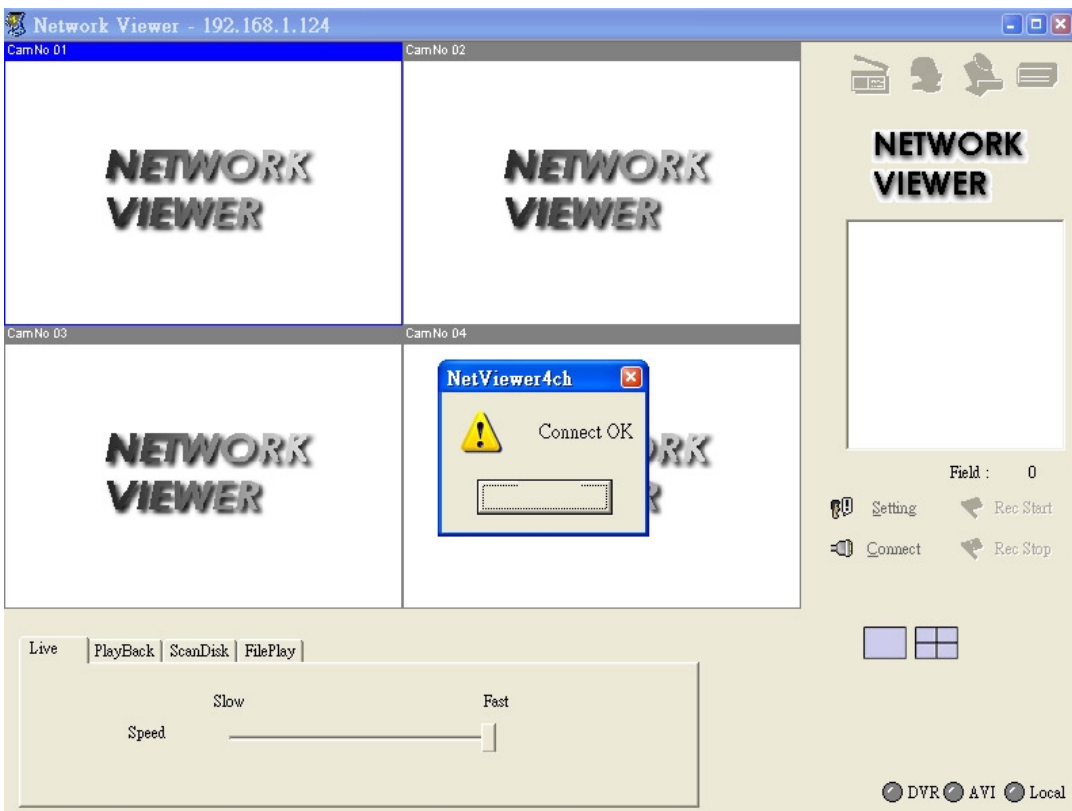 Network Viewer - 192.168.1.124
CamNo 01
CamNo 02
NETWORK
VIEWER
NETWORK
VIEWER
CamNo 03
CamNo 04
NETWORK
VIEWER
NetViewer4ch
Connect OK
RK
R
NETWORK
VIEWER
Field : 0
Setting
Rec Start
Connect
Rec Stop
Live
PlayBack
ScanDisk
FilePlay
Slow
Fast
Speed
DVR
AVI
Local